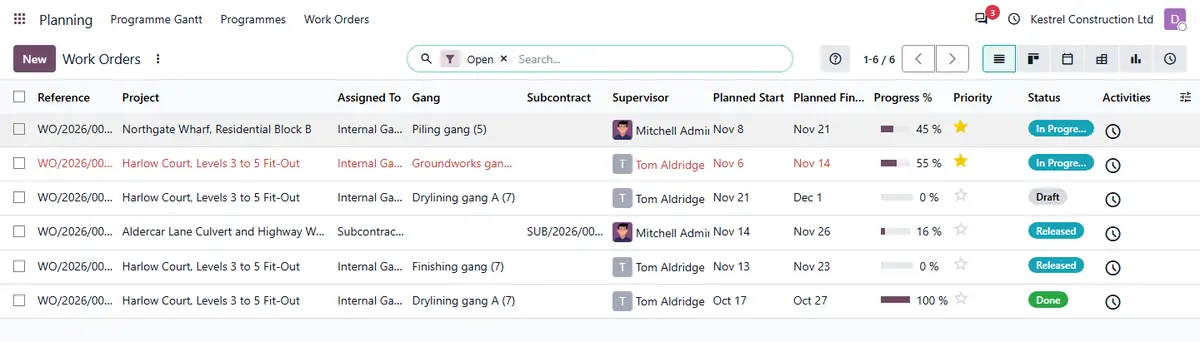 Planning Programme Gantt Programmes Work Orders 3 Kestrel Construction Ltd D
New Work Orders Open × Search... 1-6 / 6
Reference Project Assigned To Gang Subcontract Supervisor Planned Start Planned Fin... Progress % Priority Status Activities
WO/2026/00... Northgate Wharf, Residential Block B Internal Ga... Piling gang (5) Mitchell Admin Nov 8 Nov 21 45 % In Progre...
WO/2026/00... Harlow Court, Levels 3 to 5 Fit-Out Internal Ga... Groundworks gan... T Tom Aldridge Nov 6 Nov 14 55 % In Progre...
WO/2026/00... Harlow Court, Levels 3 to 5 Fit-Out Internal Ga... Drylining gang A (7) T Tom Aldridge Nov 21 Dec 1 0 % Draft
WO/2026/00... Aldercar Lane Culvert and Highway W... Subcontrac... SUB/2026/00... Mitchell Admin Nov 14 Nov 26 16 % Released
WO/2026/00... Harlow Court, Levels 3 to 5 Fit-Out Internal Ga... Finishing gang (7) T Tom Aldridge Nov 13 Nov 23 0 % Released
WO/2026/00... Harlow Court, Levels 3 to 5 Fit-Out Internal Ga... Drylining gang A (7) T Tom Aldridge Oct 17 Oct 27 100 % Done